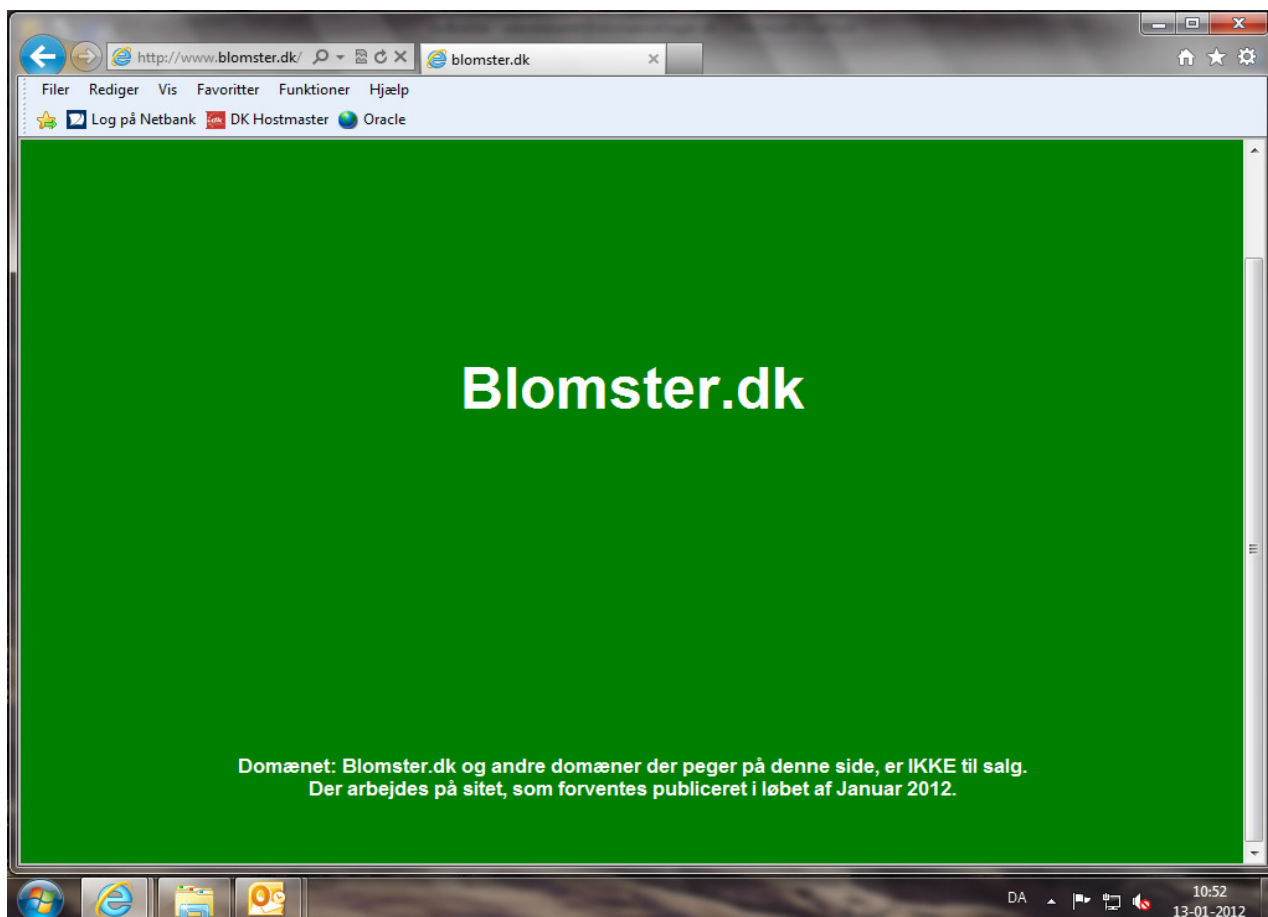 http://www.blomster.dk/
blomster.dk
Filer Rediger Vis Favoritter Funktioner Hjælp
Log på Netbank DK Hostmaster Oracle
Blomster.dk
Domænet: Blomster.dk og andre domæner der peger på denne side, er IKKE til salg.
Der arbejdes på sitet, som forventes publiceret i løbet af Januar 2012.
DA
10:52
13-01-2012